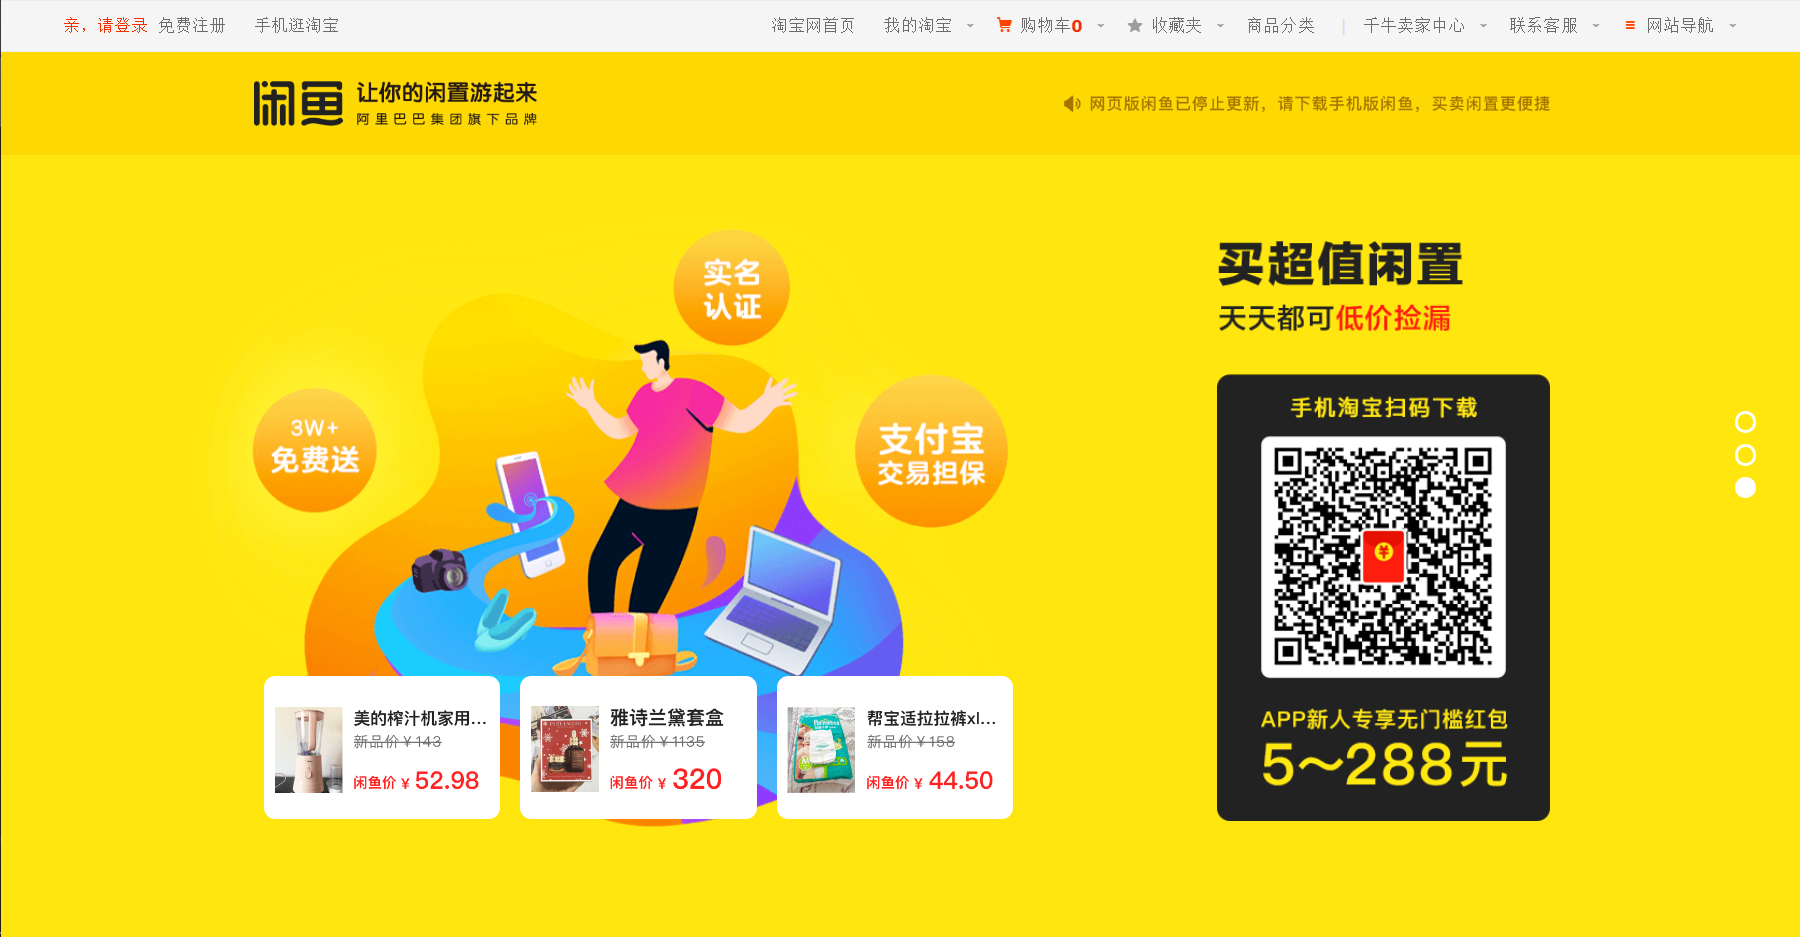 亲，请登录 免费注册 手机逛淘宝 淘宝网首页 我的淘宝 购物车0 收藏夹 商品分类 | 千牛卖家中心 联系客服 网站导航
闲鱼 让你的闲置游起来
阿里巴巴集团旗下品牌
网页版闲鱼已停止更新，请下载手机版闲鱼，买卖闲置更便捷
实名
认证
3W+
免费送
支付宝
交易担保
买超值闲置
天天都可低价捡漏
手机淘宝扫码下载
APP新人专享无门槛红包
5～288元
美的榨汁机家用...
新品价 ¥ 143
闲鱼价 ¥ 52.98
雅诗兰黛套盒
新品价 ¥ 1135
闲鱼价 ¥ 320
帮宝适拉拉裤xl...
新品价 ¥ 158
闲鱼价 ¥ 44.50